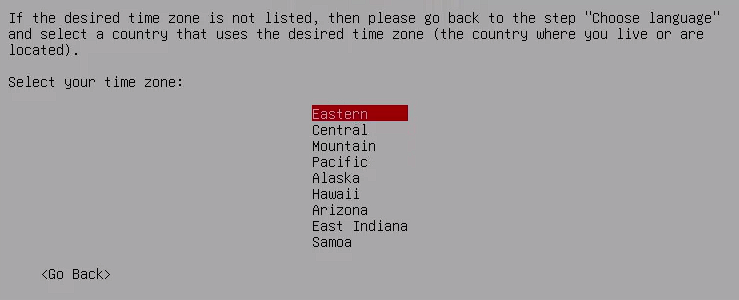 If the desired time zone is not listed, then please go back to the step "Choose language"
and select a country that uses the desired time zone (the country where you live or are
located).
Select your time zone:
Eastern
Central
Mountain
Pacific
Alaska
Hawaii
Arizona
East Indiana
Samoa
<Go Back>